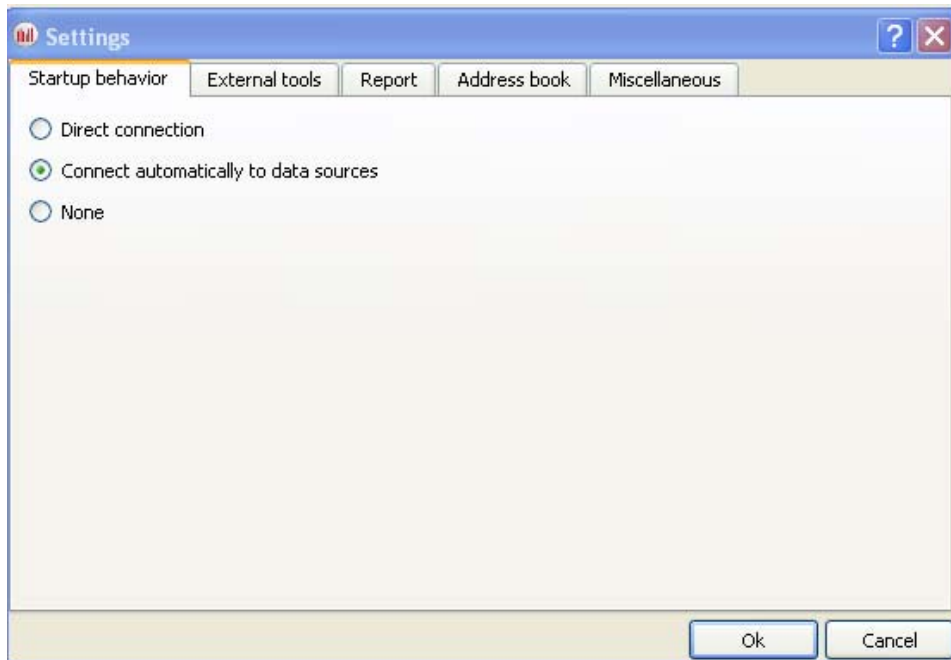 Settings
Startup behavior External tools Report Address book Miscellaneous
Direct connection
Connect automatically to data sources
None
Ok Cancel